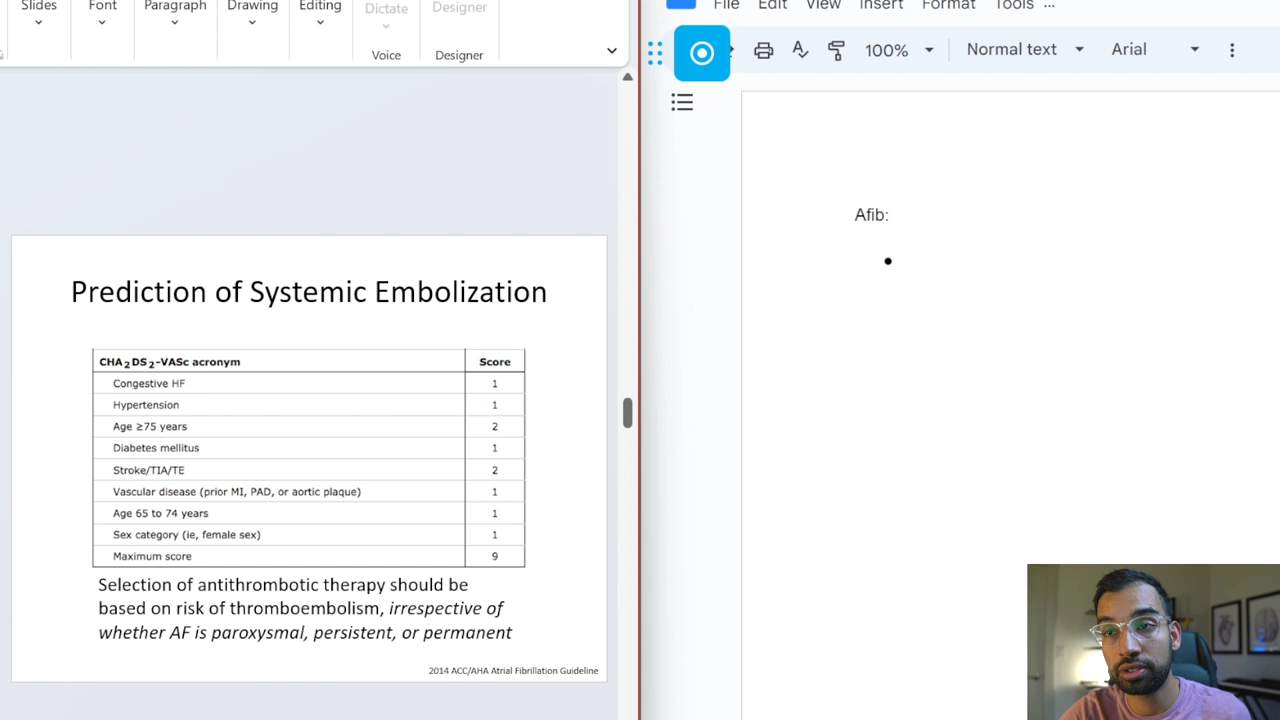 Slides Font Paragraph Drawing Editing Dictate Designer
Voice Designer
Prediction of Systemic Embolization
CHA2DS2-VASc acronym Score
Congestive HF 1
Hypertension 1
Age ≥75 years 2
Diabetes mellitus 1
Stroke/TIA/TE 2
Vascular disease (prior MI, PAD, or aortic plaque) 1
Age 65 to 74 years 1
Sex category (ie, female sex) 1
Maximum score 9
Selection of antithrombotic therapy should be
based on risk of thromboembolism, irrespective of
whether AF is paroxysmal, persistent, or permanent
2014 ACC/AHA Atrial Fibrillation Guideline
File Edit View Insert Format Tools ...
100% Normal text Arial
Afib:
•